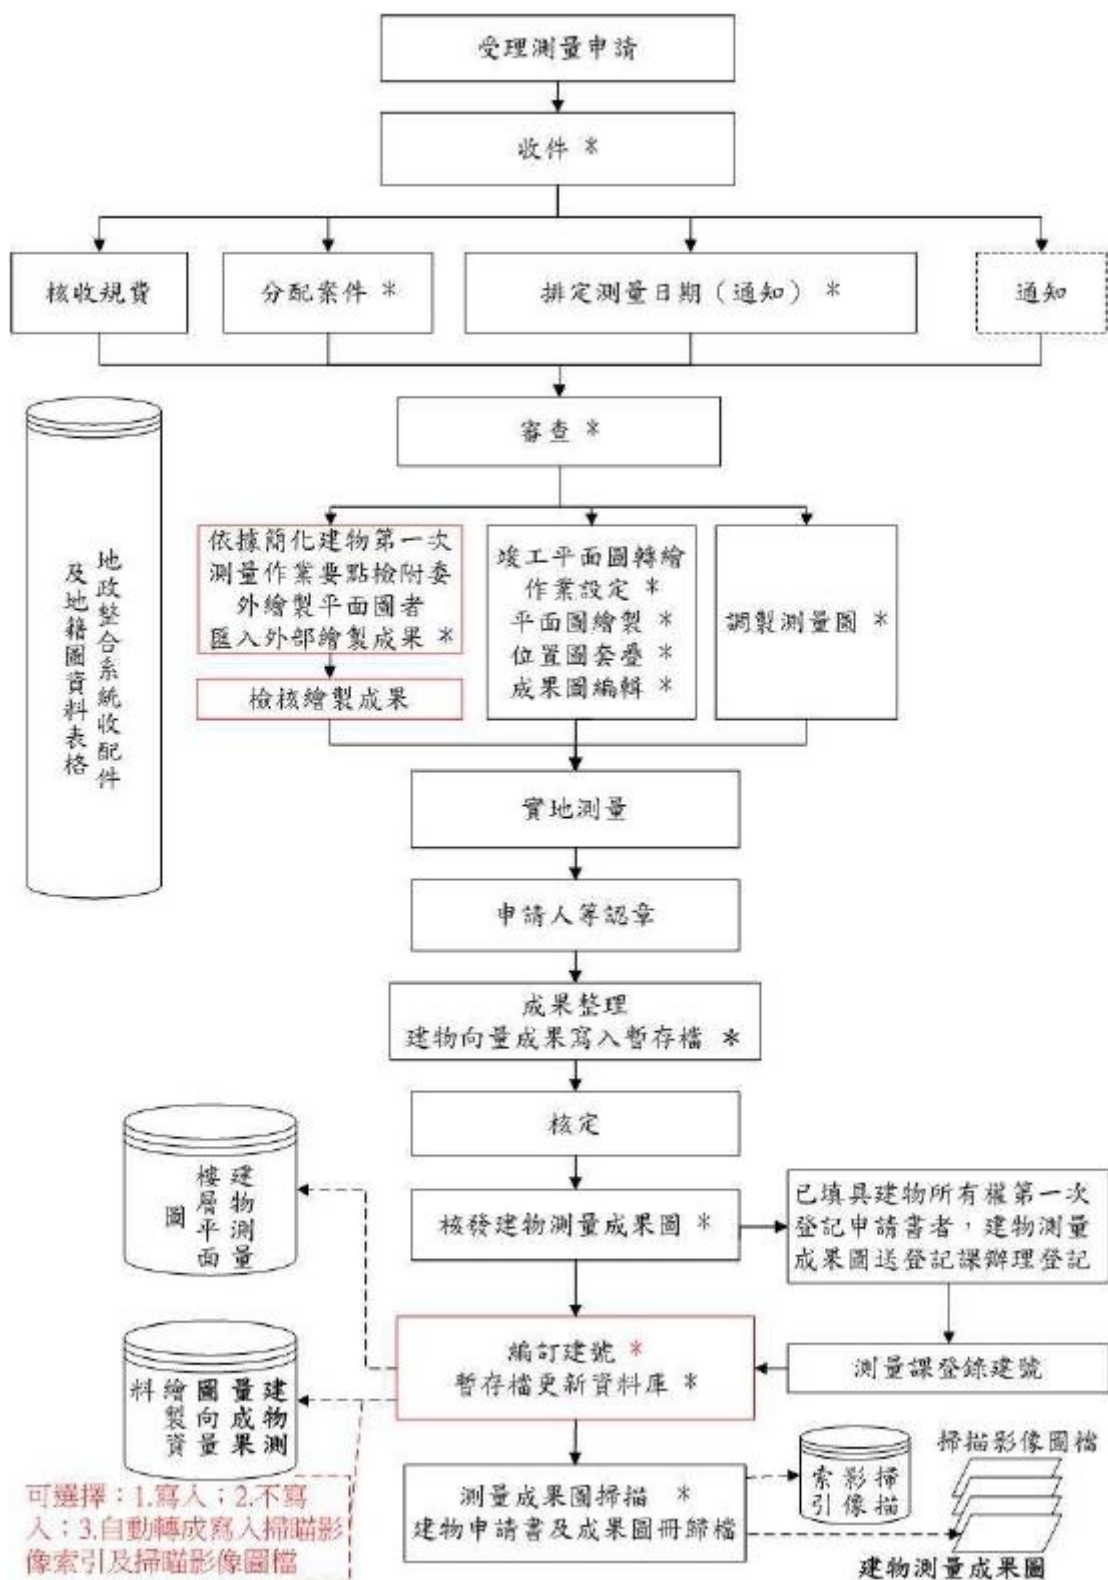 受理測量申請
收件 *
核收規費
分配案件 *
排定測量日期（通知） *
通知
審查 *
地政整合系統收配件
及地籍圖資料表格
依據簡化建物第一次
測量作業要點檢附委
外繪製平面圖者
匯入外部繪製成果 *
檢核繪製成果
竣工平面圖轉繪
作業設定 *
平面圖繪製 *
位置圖套疊 *
成果圖編輯 *
調製測量圖 *
實地測量
申請人等認章
成果整理
建物向量成果寫入暫存檔 *
核定
建物測量
樓層平面
圖
核發建物測量成果圖 *
已填具建物所有權第一次
登記申請書者，建物測量
成果圖送登記課辦理登記
編訂建號 *
暫存檔更新資料庫 *
測量課登錄建號
建物測
量成果
圖向量
繪製資
料
可選擇：1.寫入；2.不寫
入；3.自動轉成寫入掃瞄影
像索引及掃瞄影像圖檔
測量成果圖掃描 *
建物申請書及成果圖冊歸檔
掃描
影像
索引
掃描影像圖檔
建物測量成果圖